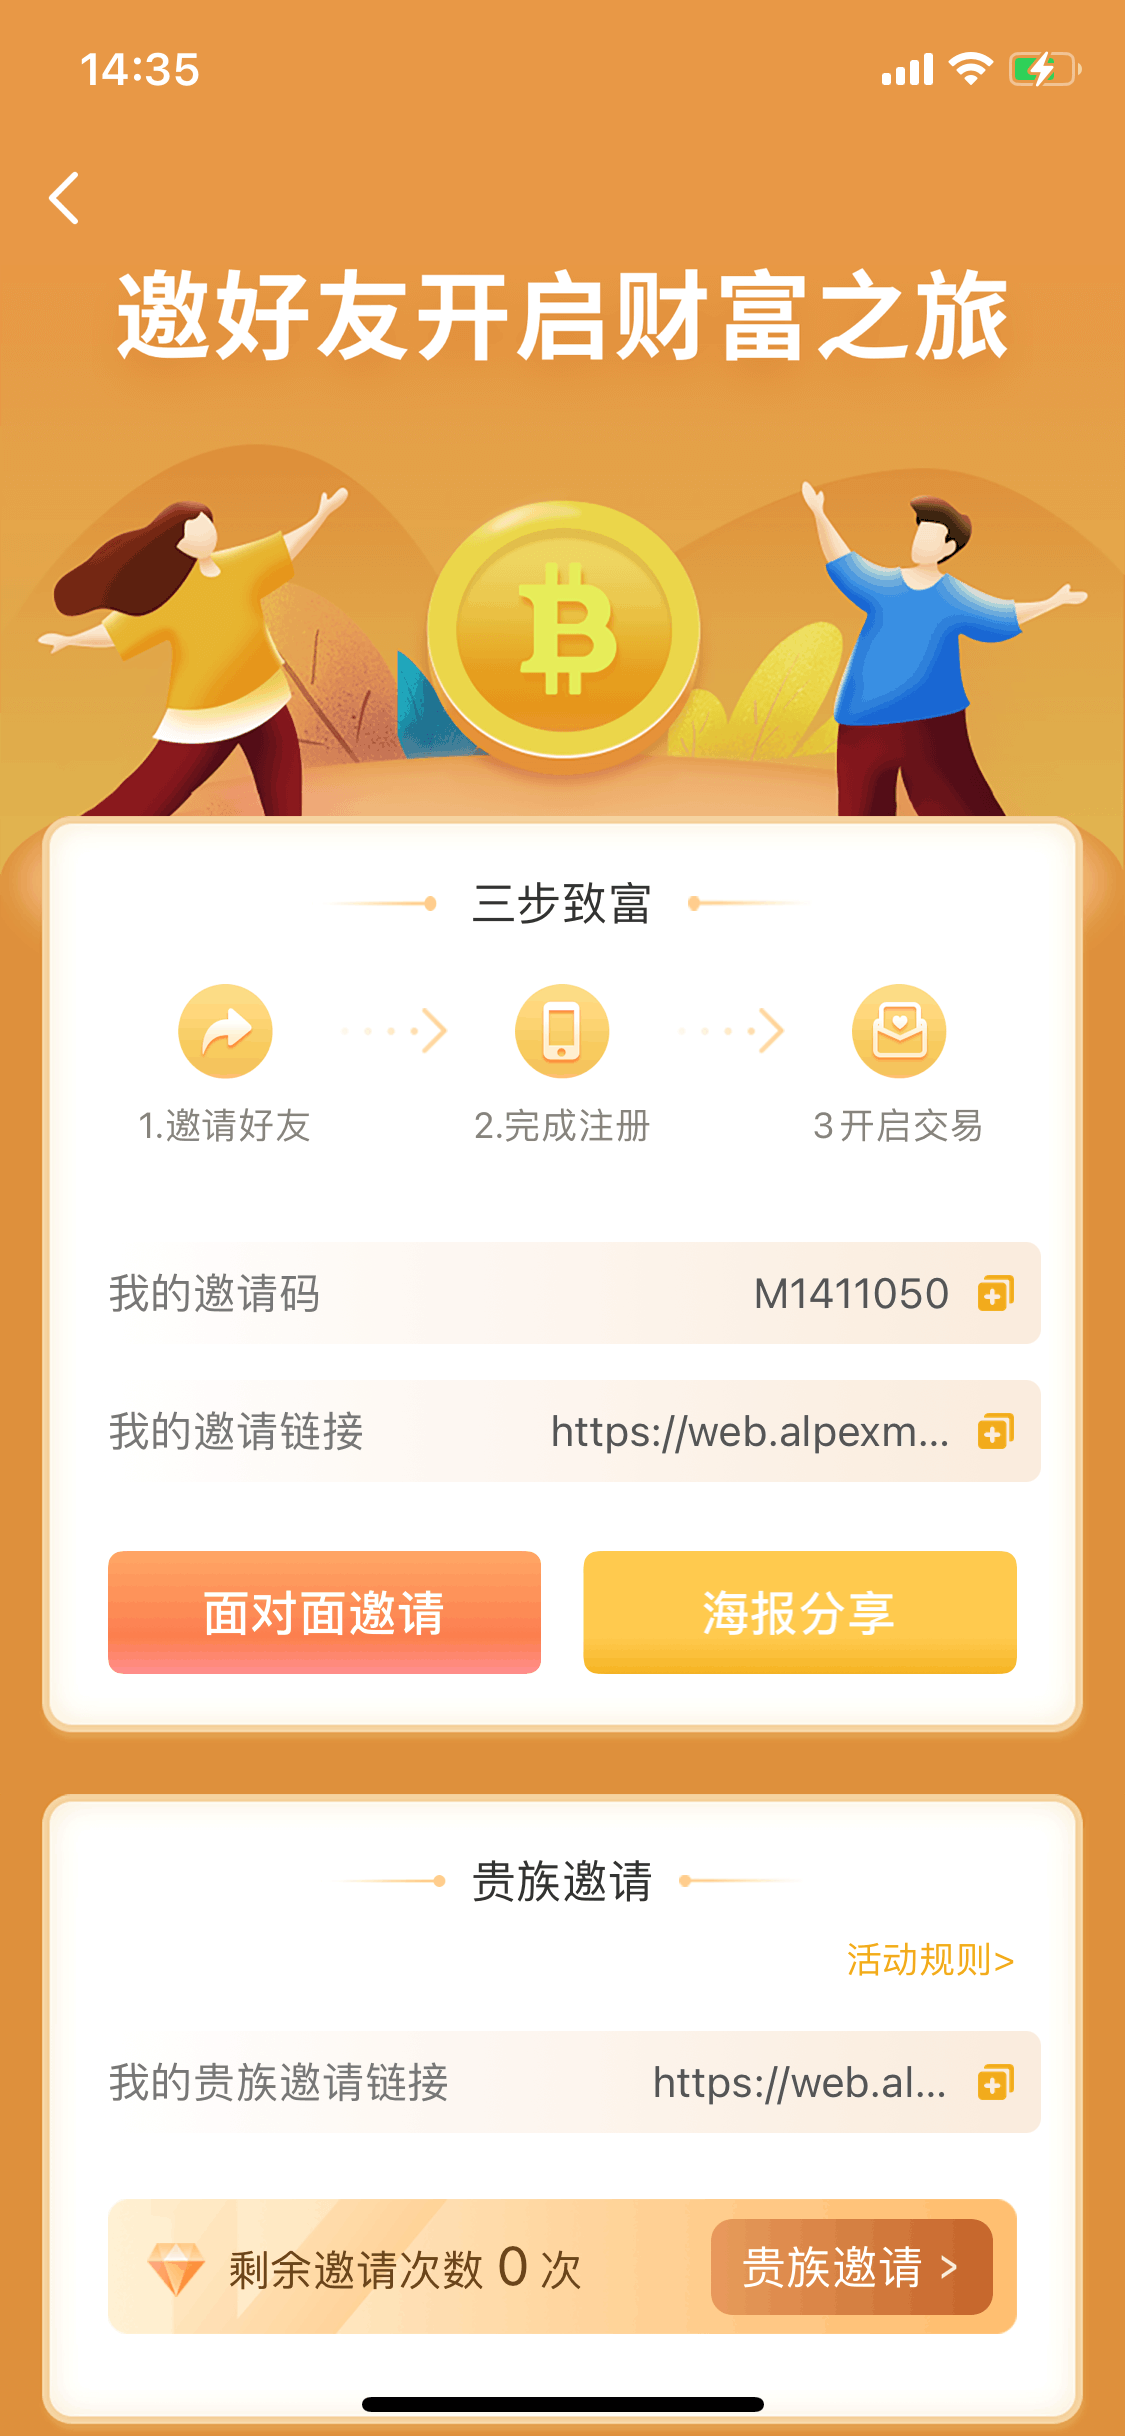 14:35
邀好友开启财富之旅
三步致富
1.邀请好友
2.完成注册
3开启交易
我的邀请码
M1411050
我的邀请链接
https://web.alpexm...
面对面邀请
海报分享
贵族邀请
活动规则>
我的贵族邀请链接
https://web.al...
剩余邀请次数 0 次
贵族邀请 >